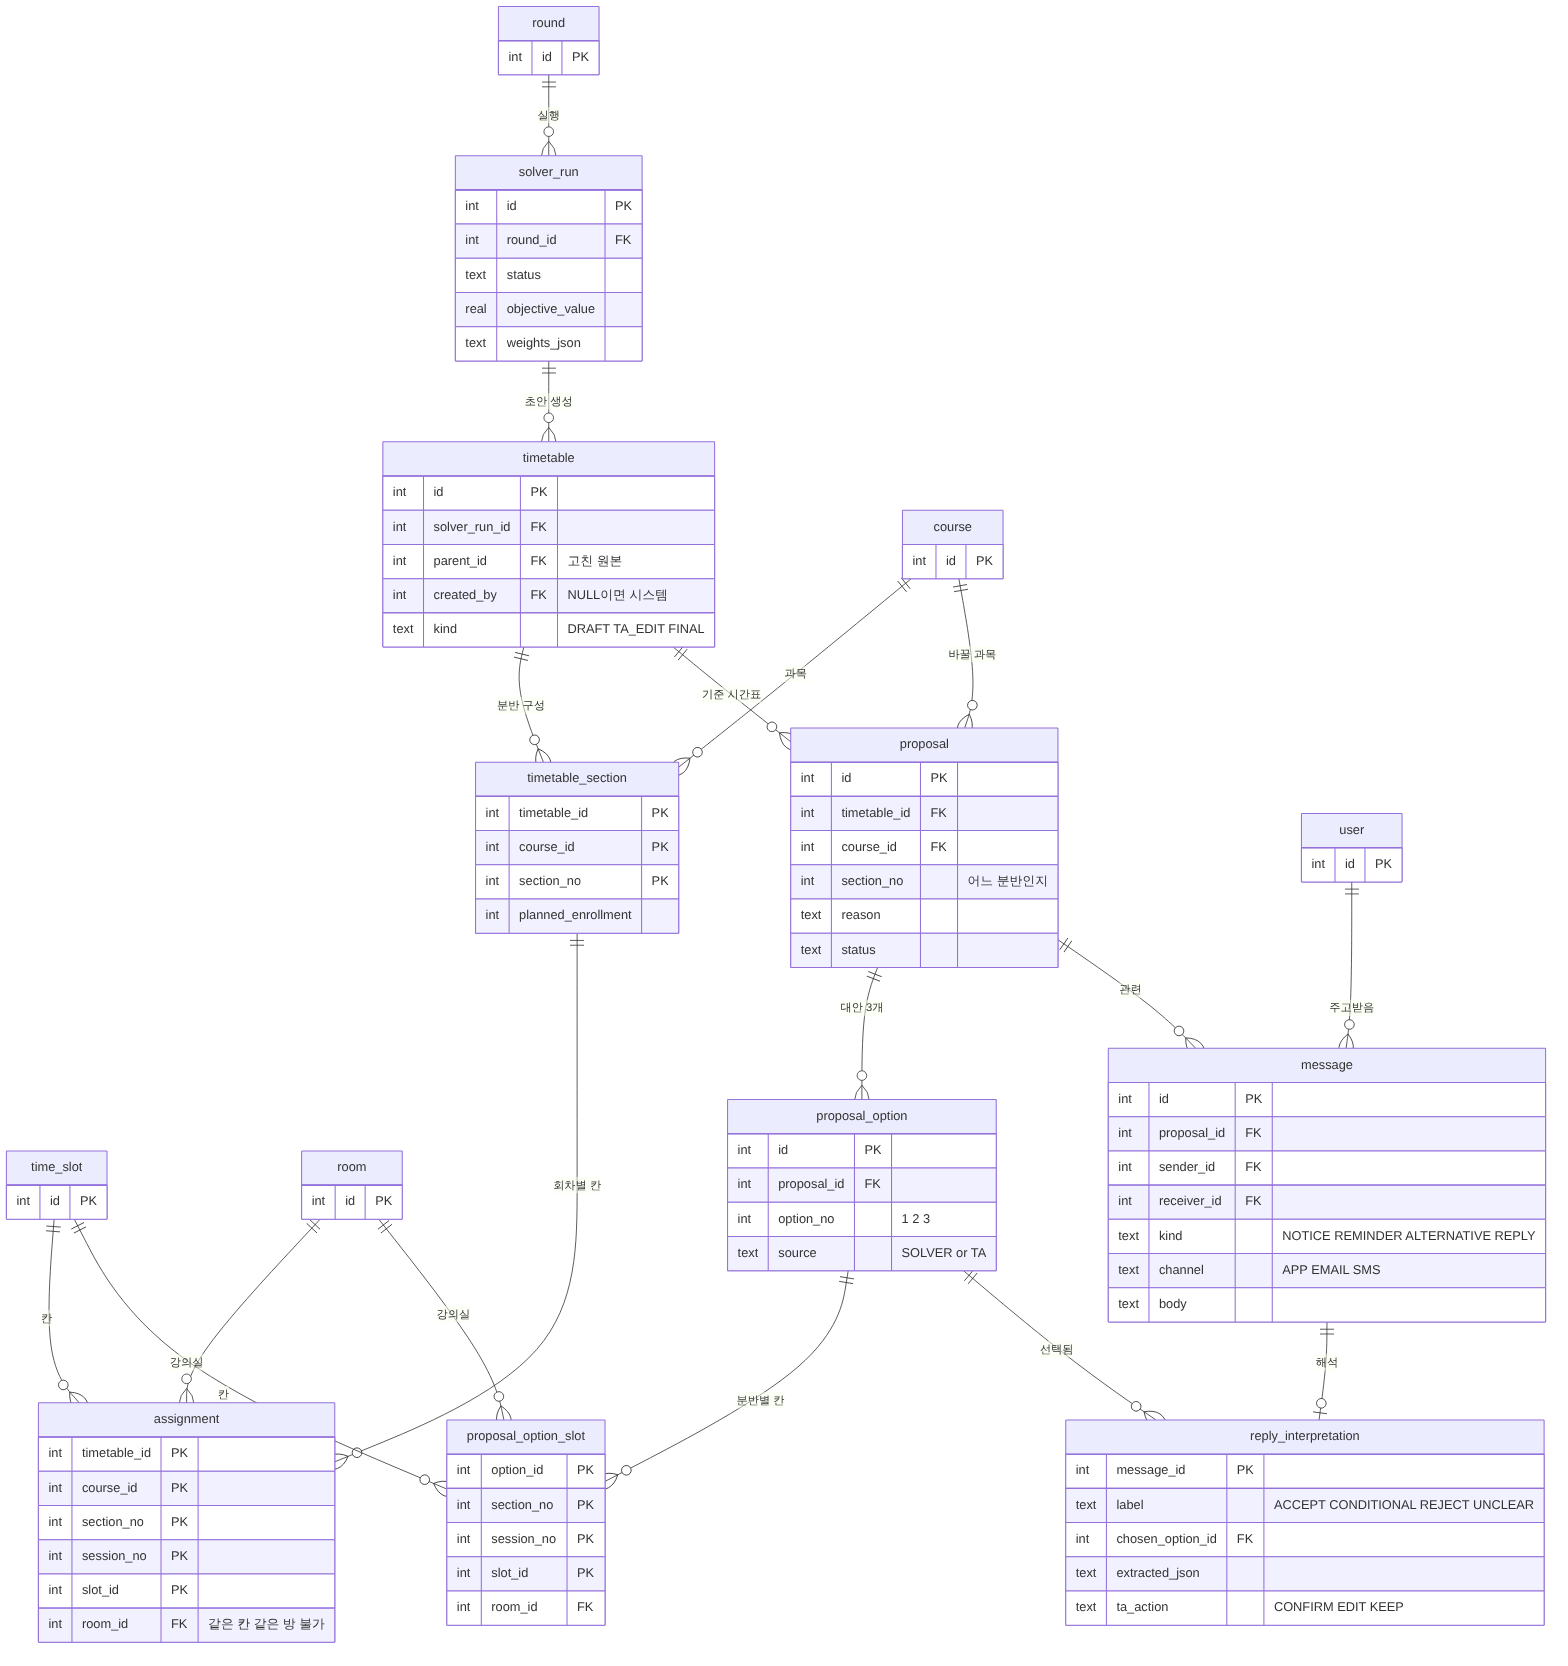 round
int id PK
실행
solver_run
int id PK
int round_id FK
text status
real objective_value
text weights_json
초안 생성
timetable
int id PK
int solver_run_id FK
int parent_id FK 고친 원본
int created_by FK NULL이면 시스템
text kind DRAFT TA_EDIT FINAL
course
int id PK
바꿀 과목
과목
기준 시간표
분반 구성
timetable_section
int timetable_id PK
int course_id PK
int section_no PK
int planned_enrollment
proposal
int id PK
int timetable_id FK
int course_id FK
int section_no 어느 분반인지
text reason
text status
user
int id PK
관련
대안 3개
주고받음
message
int id PK
int proposal_id FK
int sender_id FK
int receiver_id FK
text kind NOTICE REMINDER ALTERNATIVE REPLY
text channel APP EMAIL SMS
text body
proposal_option
int id PK
int proposal_id FK
int option_no 1 2 3
text source SOLVER or TA
time_slot
int id PK
room
int id PK
회차별 칸
칸
강의실
강의실
칸
선택됨
해석
분반별 칸
assignment
int timetable_id PK
int course_id PK
int section_no PK
int session_no PK
int slot_id PK
int room_id FK 같은 칸 같은 방 불가
proposal_option_slot
int option_id PK
int section_no PK
int session_no PK
int slot_id PK
int room_id FK
reply_interpretation
int message_id PK
text label ACCEPT CONDITIONAL REJECT UNCLEAR
int chosen_option_id FK
text extracted_json
text ta_action CONFIRM EDIT KEEP